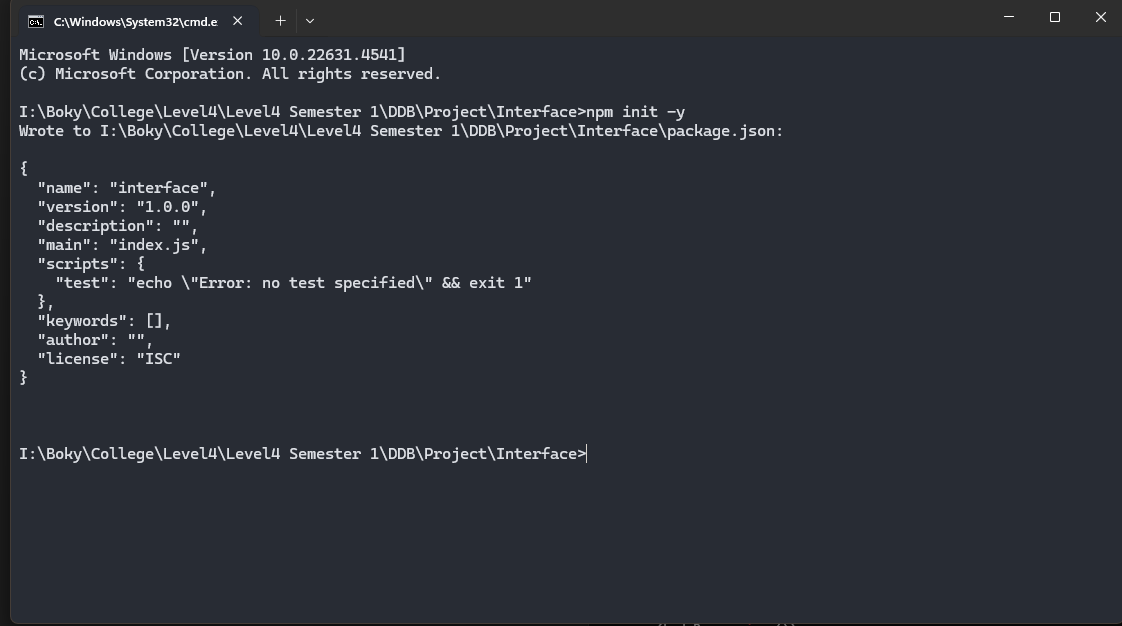 C:\Windows\System32\cmd.e
Microsoft Windows [Version 10.0.22631.4541]
(c) Microsoft Corporation. All rights reserved.
I:\Boky\College\Level4\Level4 Semester 1\DDB\Project\Interface>npm init -y
Wrote to I:\Boky\College\Level4\Level4 Semester 1\DDB\Project\Interface\package.json:
{
  "name": "interface",
  "version": "1.0.0",
  "description": "",
  "main": "index.js",
  "scripts": {
    "test": "echo \"Error: no test specified\" && exit 1"
  },
  "keywords": [],
  "author": "",
  "license": "ISC"
}
I:\Boky\College\Level4\Level4 Semester 1\DDB\Project\Interface>